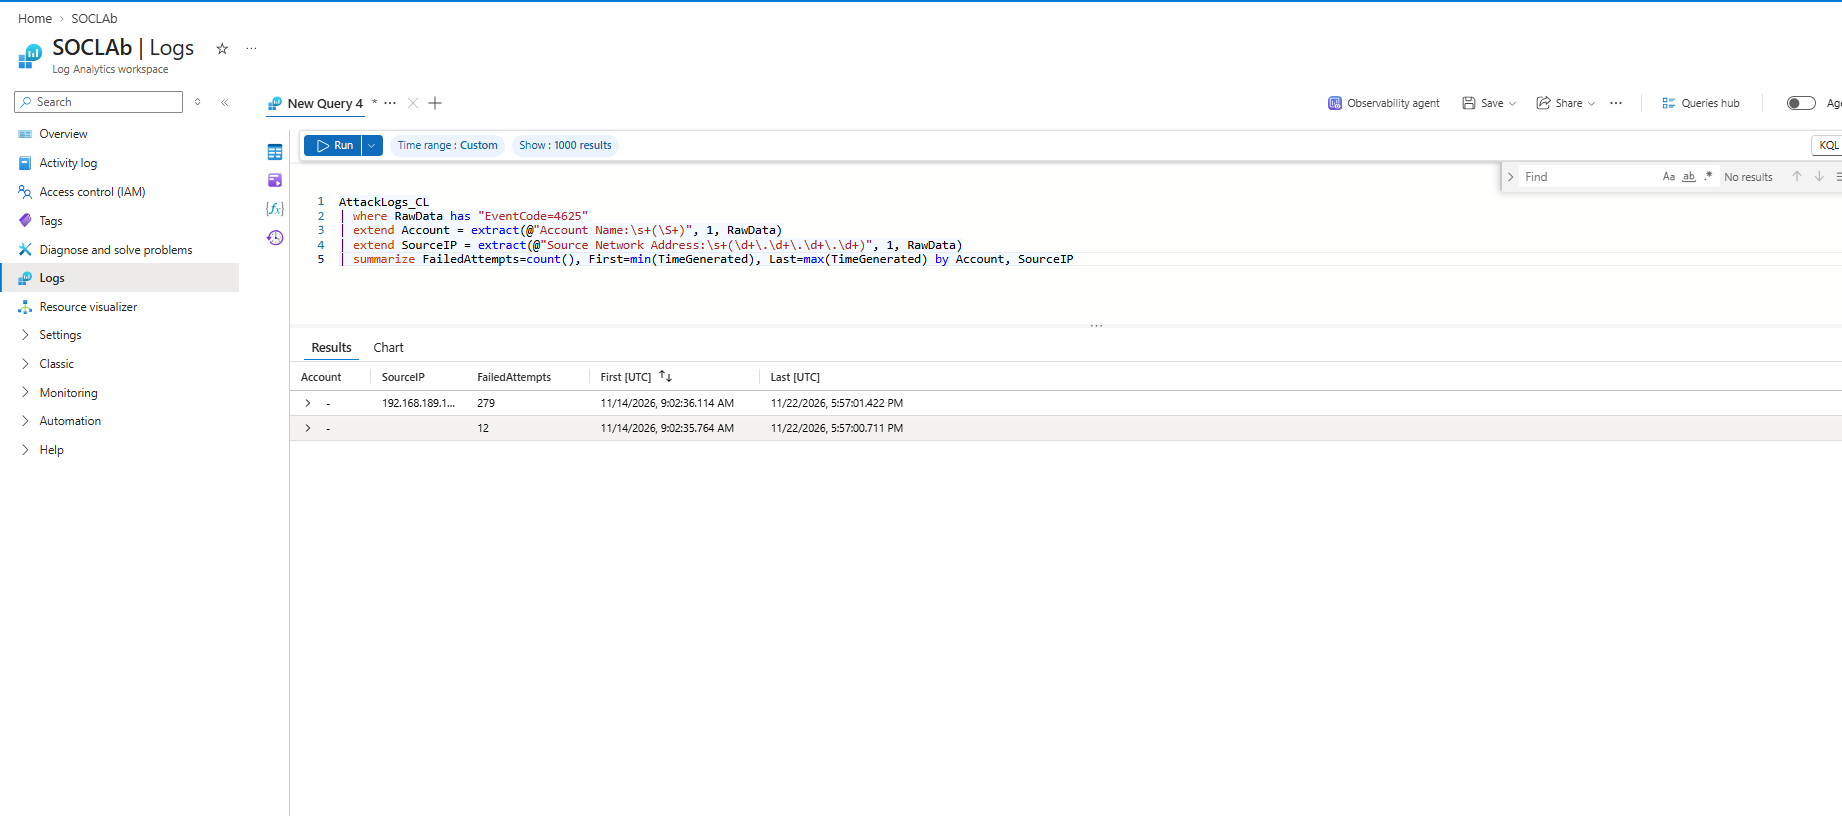 Home > SOCLAb
SOCLAb | Logs
Log Analytics workspace
Search
Overview
Activity log
Access control (IAM)
Tags
Diagnose and solve problems
Logs
Resource visualizer
Settings
Classic
Monitoring
Automation
Help
New Query 4 * ...
Observability agent
Save
Share
Queries hub
Run
Time range : Custom
Show : 1000 results
KQL
Find
Aa
ab
.*
No results
1 AttackLogs_CL
2 | where RawData has "EventCode=4625"
3 | extend Account = extract(@"Account Name:\s+(\S+)", 1, RawData)
4 | extend SourceIP = extract(@"Source Network Address:\s+(\d+\.\d+\.\d+\.\d+)", 1, RawData)
5 | summarize FailedAttempts=count(), First=min(TimeGenerated), Last=max(TimeGenerated) by Account, SourceIP
Results Chart
Account SourceIP FailedAttempts First [UTC] Last [UTC]
- 192.168.189.1... 279 11/14/2026, 9:02:36.114 AM 11/22/2026, 5:57:01.422 PM
- 12 11/14/2026, 9:02:35.764 AM 11/22/2026, 5:57:00.711 PM